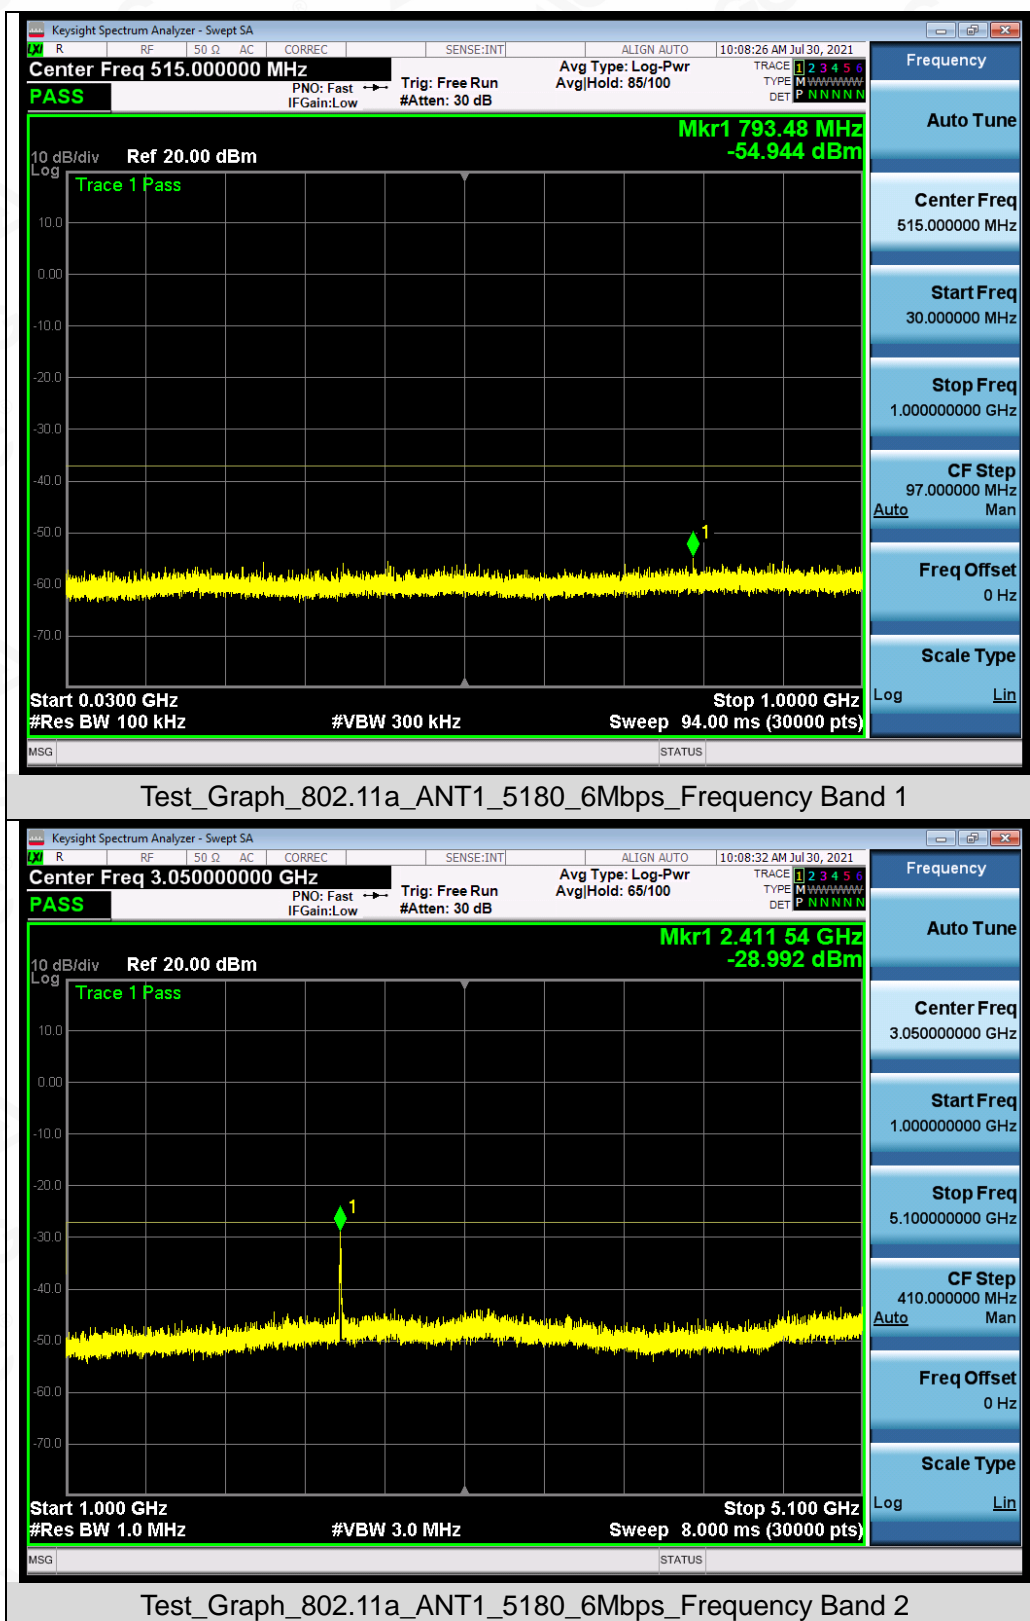 Keysight Spectrum Analyzer - Swept SA
LXI R RF 50 Ω AC CORREC SENSE:INT ALIGN AUTO 10:08:26 AM Jul 30, 2021
Center Freq 515.000000 MHz
PASS
PNO: Fast
IFGain:Low
Trig: Free Run
#Atten: 30 dB
Avg Type: Log-Pwr
Avg|Hold: 85/100
TRACE 1 2 3 4 5 6
TYPE M WWWWW
DET P N N N N N
Frequency
Mkr1 793.48 MHz
-54.944 dBm
10 dB/div Ref 20.00 dBm
Log
Trace 1 Pass
10.0
0.00
-10.0
-20.0
-30.0
-40.0
-50.0
-60.0
-70.0
1
Start 0.0300 GHz Stop 1.0000 GHz
#Res BW 100 kHz #VBW 300 kHz Sweep 94.00 ms (30000 pts)
MSG STATUS
Auto Tune
Center Freq
515.000000 MHz
Start Freq
30.000000 MHz
Stop Freq
1.000000000 GHz
CF Step
97.000000 MHz
Auto Man
Freq Offset
0 Hz
Scale Type
Log Lin
Test_Graph_802.11a_ANT1_5180_6Mbps_Frequency Band 1
Keysight Spectrum Analyzer - Swept SA
LXI R RF 50 Ω AC CORREC SENSE:INT ALIGN AUTO 10:08:32 AM Jul 30, 2021
Center Freq 3.050000000 GHz
PASS
PNO: Fast
IFGain:Low
Trig: Free Run
#Atten: 30 dB
Avg Type: Log-Pwr
Avg|Hold: 65/100
TRACE 1 2 3 4 5 6
TYPE M WWWWW
DET P N N N N N
Frequency
Mkr1 2.411 54 GHz
-28.992 dBm
10 dB/div Ref 20.00 dBm
Log
Trace 1 Pass
10.0
0.00
-10.0
-20.0
-30.0
-40.0
-50.0
-60.0
-70.0
1
Start 1.000 GHz Stop 5.100 GHz
#Res BW 1.0 MHz #VBW 3.0 MHz Sweep 8.000 ms (30000 pts)
MSG STATUS
Auto Tune
Center Freq
3.050000000 GHz
Start Freq
1.000000000 GHz
Stop Freq
5.100000000 GHz
CF Step
410.000000 MHz
Auto Man
Freq Offset
0 Hz
Scale Type
Log Lin
Test_Graph_802.11a_ANT1_5180_6Mbps_Frequency Band 2